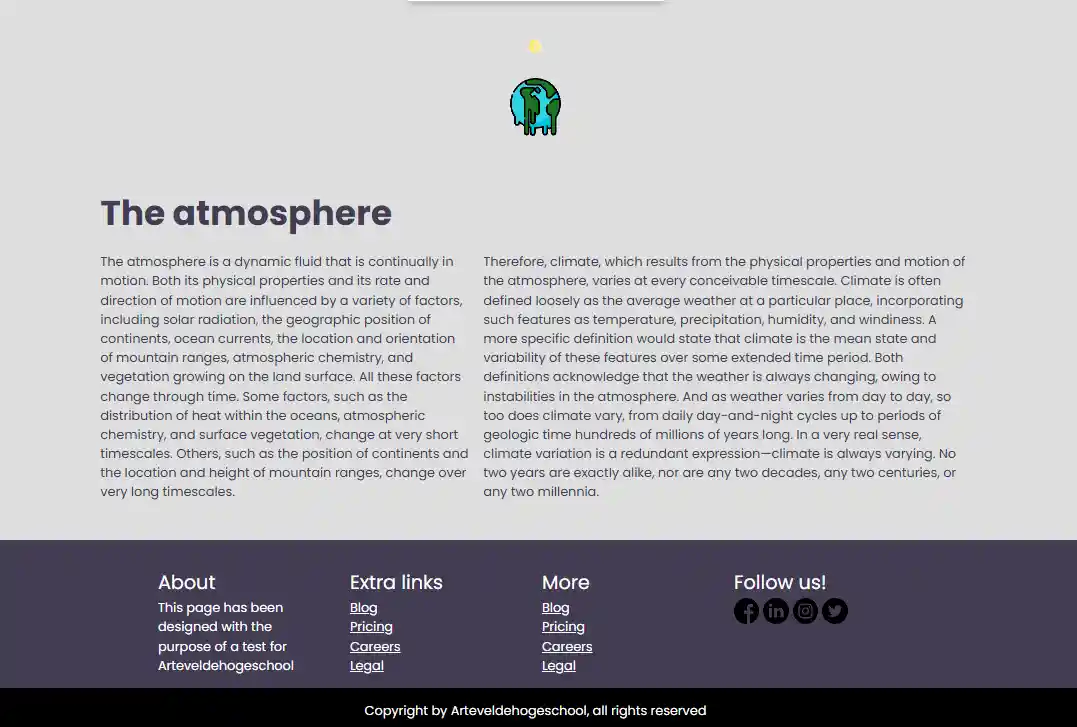 The atmosphere
The atmosphere is a dynamic fluid that is continually in
motion. Both its physical properties and its rate and
direction of motion are influenced by a variety of factors,
including solar radiation, the geographic position of
continents, ocean currents, the location and orientation
of mountain ranges, atmospheric chemistry, and
vegetation growing on the land surface. All these factors
change through time. Some factors, such as the
distribution of heat within the oceans, atmospheric
chemistry, and surface vegetation, change at very short
timescales. Others, such as the position of continents and
the location and height of mountain ranges, change over
very long timescales.
Therefore, climate, which results from the physical properties and motion of
the atmosphere, varies at every conceivable timescale. Climate is often
defined loosely as the average weather at a particular place, incorporating
such features as temperature, precipitation, humidity, and windiness. A
more specific definition would state that climate is the mean state and
variability of these features over some extended time period. Both
definitions acknowledge that the weather is always changing, owing to
instabilities in the atmosphere. And as weather varies from day to day, so
too does climate vary, from daily day-and-night cycles up to periods of
geologic time hundreds of millions of years long. In a very real sense,
climate variation is a redundant expression—climate is always varying. No
two years are exactly alike, nor are any two decades, any two centuries, or
any two millennia.
About
This page has been
designed with the
purpose of a test for
Arteveldehogeschool
Extra links
Blog
Pricing
Careers
Legal
More
Blog
Pricing
Careers
Legal
Follow us!
Copyright by Arteveldehogeschool, all rights reserved